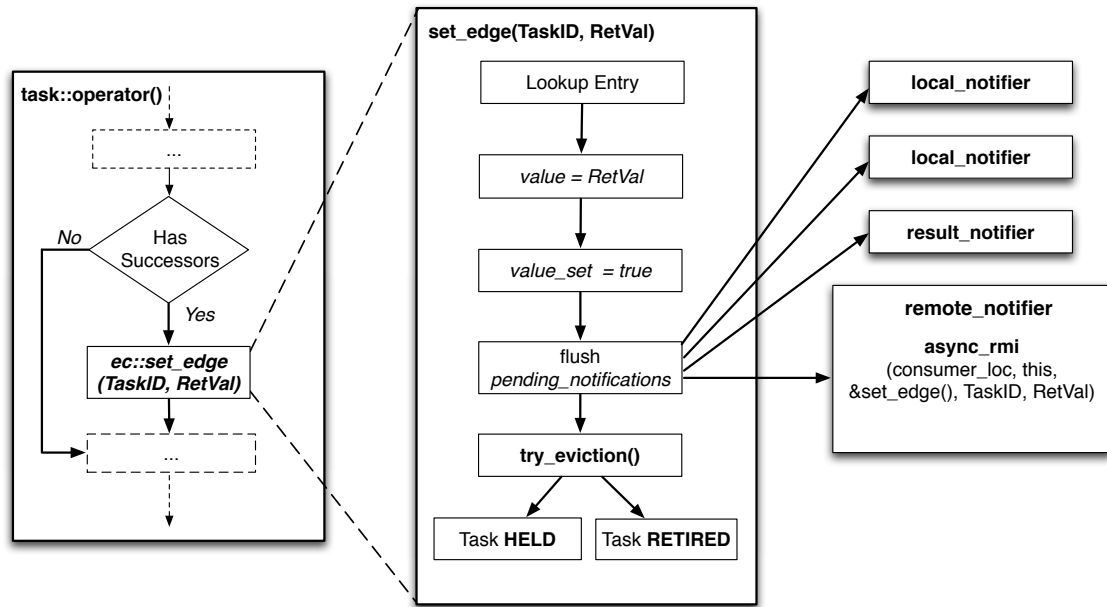 task::operator()
...
No
Has
Successors
Yes
ec::set_edge
(TaskID, RetVal)
...
set_edge(TaskID, RetVal)
Lookup Entry
value = RetVal
value_set = true
flush
pending_notifications
try_eviction()
Task HELD
Task RETIRED
local_notifier
local_notifier
result_notifier
remote_notifier
async_rmi
(consumer_loc, this,
&set_edge(), TaskID, RetVal)